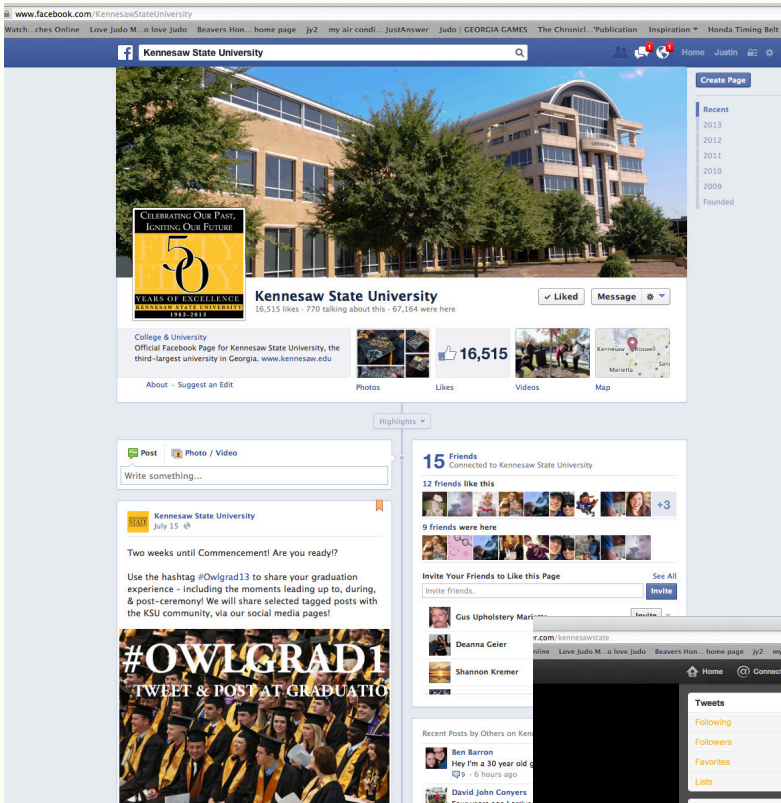 www.facebook.com/KennesawStateUniversity
Watch...ches Online Love Judo M...o love Judo Beavers Hon... home page jy2 my air condi... JustAnswer Judo | GEORGIA GAMES The Chronicl...Publication Inspiration Honda Timing Belt
Kennesaw State University
1 1 Home Justin
Create Page
Recent
2013
2012
2011
2010
2009
Founded
CELEBRATING OUR PAST,
IGNITING OUR FUTURE
FIFTY
50
FIFTY
YEARS OF EXCELLENCE
KENNESAW STATE UNIVERSITY
1963-2013
Kennesaw State University
16,515 likes · 770 talking about this · 67,164 were here
Liked
Message
College & University
Official Facebook Page for Kennesaw State University, the
third-largest university in Georgia. www.kennesaw.edu
About - Suggest an Edit
Photos
16,515
Likes
Videos
Kennesaw Roswell
Marietta
Map
Highlights
Post Photo / Video
Write something...
STATE
Kennesaw State University
July 15
Two weeks until Commencement! Are you ready!?
Use the hashtag #Owlgrad13 to share your graduation
experience - including the moments leading up to, during,
& post-ceremony! We will share selected tagged posts with
the KSU community, via our social media pages!
#OWLGRAD1
TWEET & POST AT GRADUATIO
15 Friends
Connected to Kennesaw State University
12 friends like this
+3
9 friends were here
Invite Your Friends to Like this Page See All
Invite friends. Invite
Gus Upholstery Marietta Invite
Deanna Geier
Shannon Kremer
Recent Posts by Others on Ken
Ben Barron
Hey I'm a 30 year old g
9 · 6 hours ago
David John Conyers
er.com/kennesawstate
nline Love Judo M...o love Judo Beavers Hon... home page jy2 my
Home @ Connect
Tweets
Following
Followers
Favorites
Lists